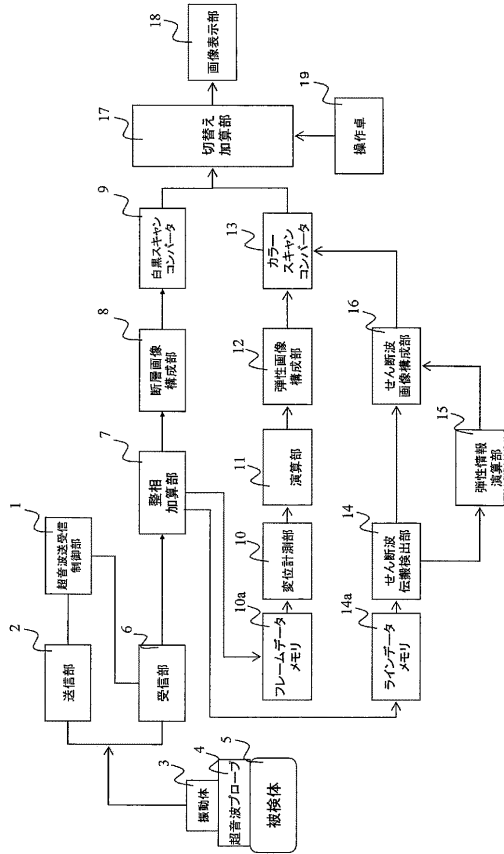 1
超音波送受信
制御部
2
送信部
6
受信部
3
振動体
4
超音波プローブ
5
被検体
7
整相
加算部
8
断層画像
構成部
9
白黒スキャン
コンバータ
10a
フレームデータ
メモリ
10
変位計測部
11
演算部
12
弾性画像
構成部
13
カラー
スキャン
コンバータ
14a
ラインデータ
メモリ
14
せん断波
伝搬検出部
15
弾性情報
演算部
16
せん断波
画像構成部
17
切替え
加算部
18
画像表示部
19
操作卓